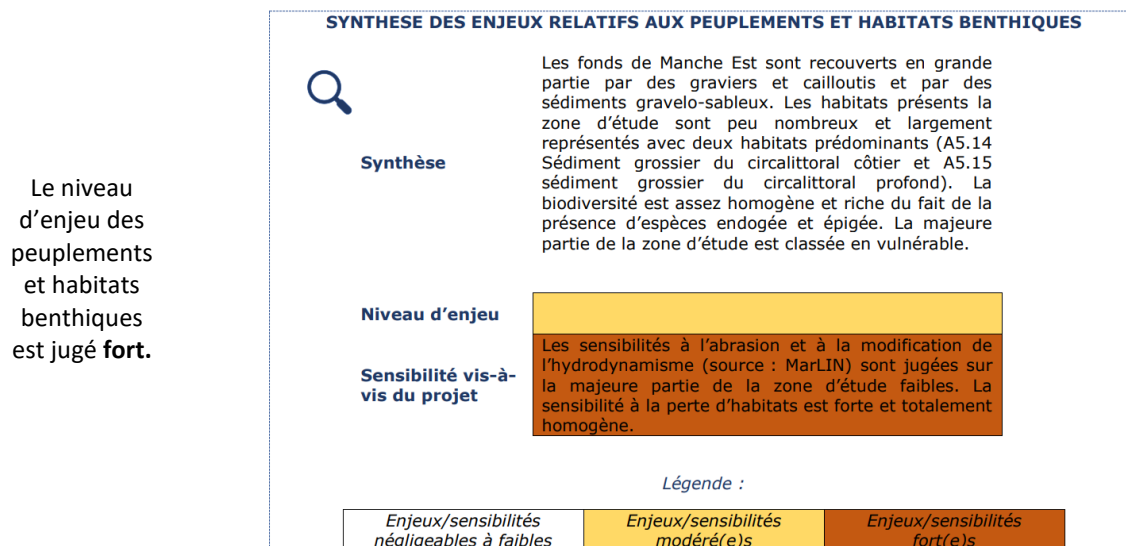 SYNTHESE DES ENJEUX RELATIFS AUX PEUPLEMENTS ET HABITATS BENTHIQUES
Le niveau
d’enjeu des
peuplements
et habitats
benthiques
est jugé fort.
Synthèse
Les fonds de Manche Est sont recouverts en grande
partie par des graviers et cailloutis et par des
sédiments gravelo-sableux. Les habitats présents la
zone d’étude sont peu nombreux et largement
représentés avec deux habitats prédominants (A5.14
Sédiment grossier du circalittoral côtier et A5.15
sédiment grossier du circalittoral profond). La
biodiversité est assez homogène et riche du fait de la
présence d’espèces endogée et épigée. La majeure
partie de la zone d’étude est classée en vulnérable.
Niveau d’enjeu
Sensibilité vis-à-
vis du projet
Les sensibilités à l’abrasion et à la modification de
l’hydrodynamisme (source : MarLIN) sont jugées sur
la majeure partie de la zone d’étude faibles. La
sensibilité à la perte d’habitats est forte et totalement
homogène.
Légende :
Enjeux/sensibilités
négligeables à faibles
Enjeux/sensibilités
modéré(e)s
Enjeux/sensibilités
fort(e)s